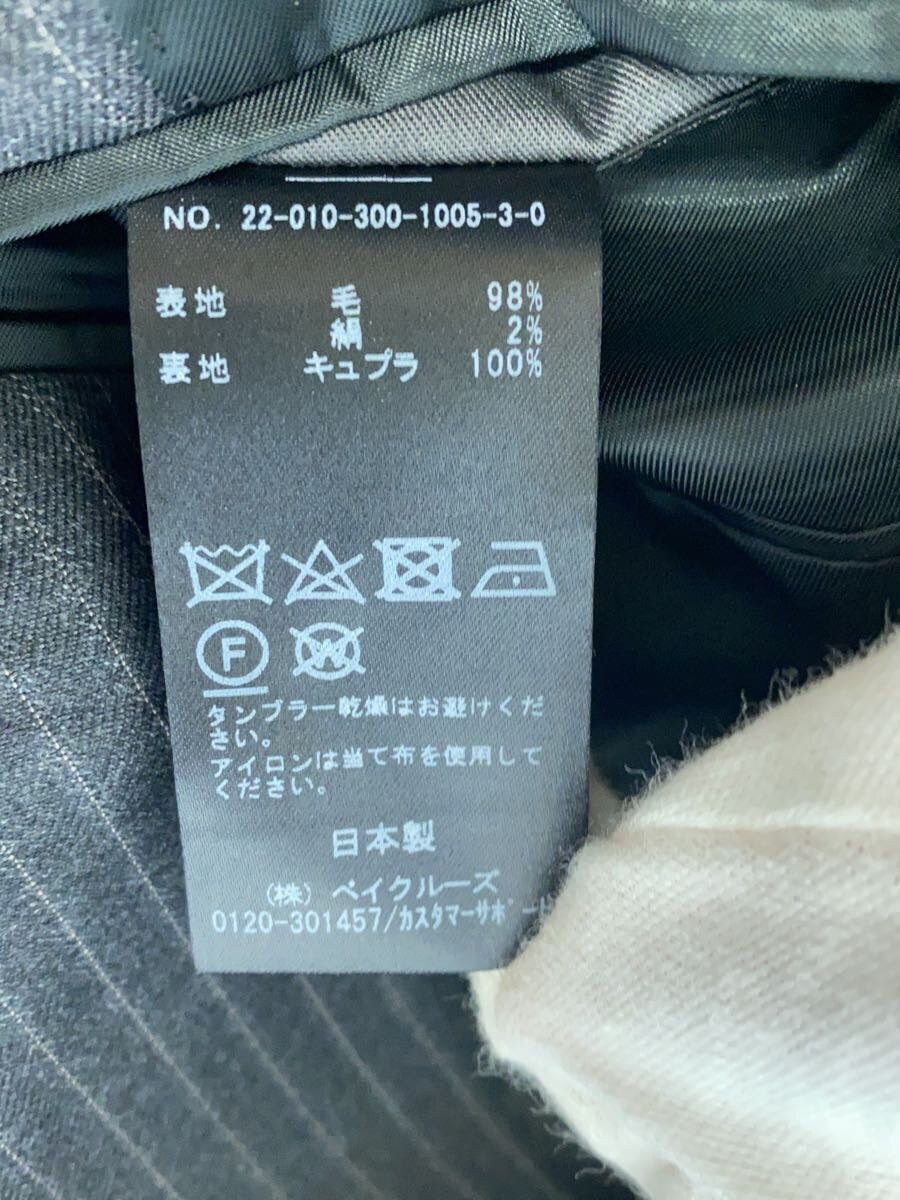 NO. 22-010-300-1005-3-0
表地 毛 98%
絹 2%
裏地 キュプラ 100%
F
W
タンブラー乾燥はお避けくだ
さい。
アイロンは当て布を使用して
ください。
日本製
(株) ベイクルーズ
0120-301457/カスタマーサポート